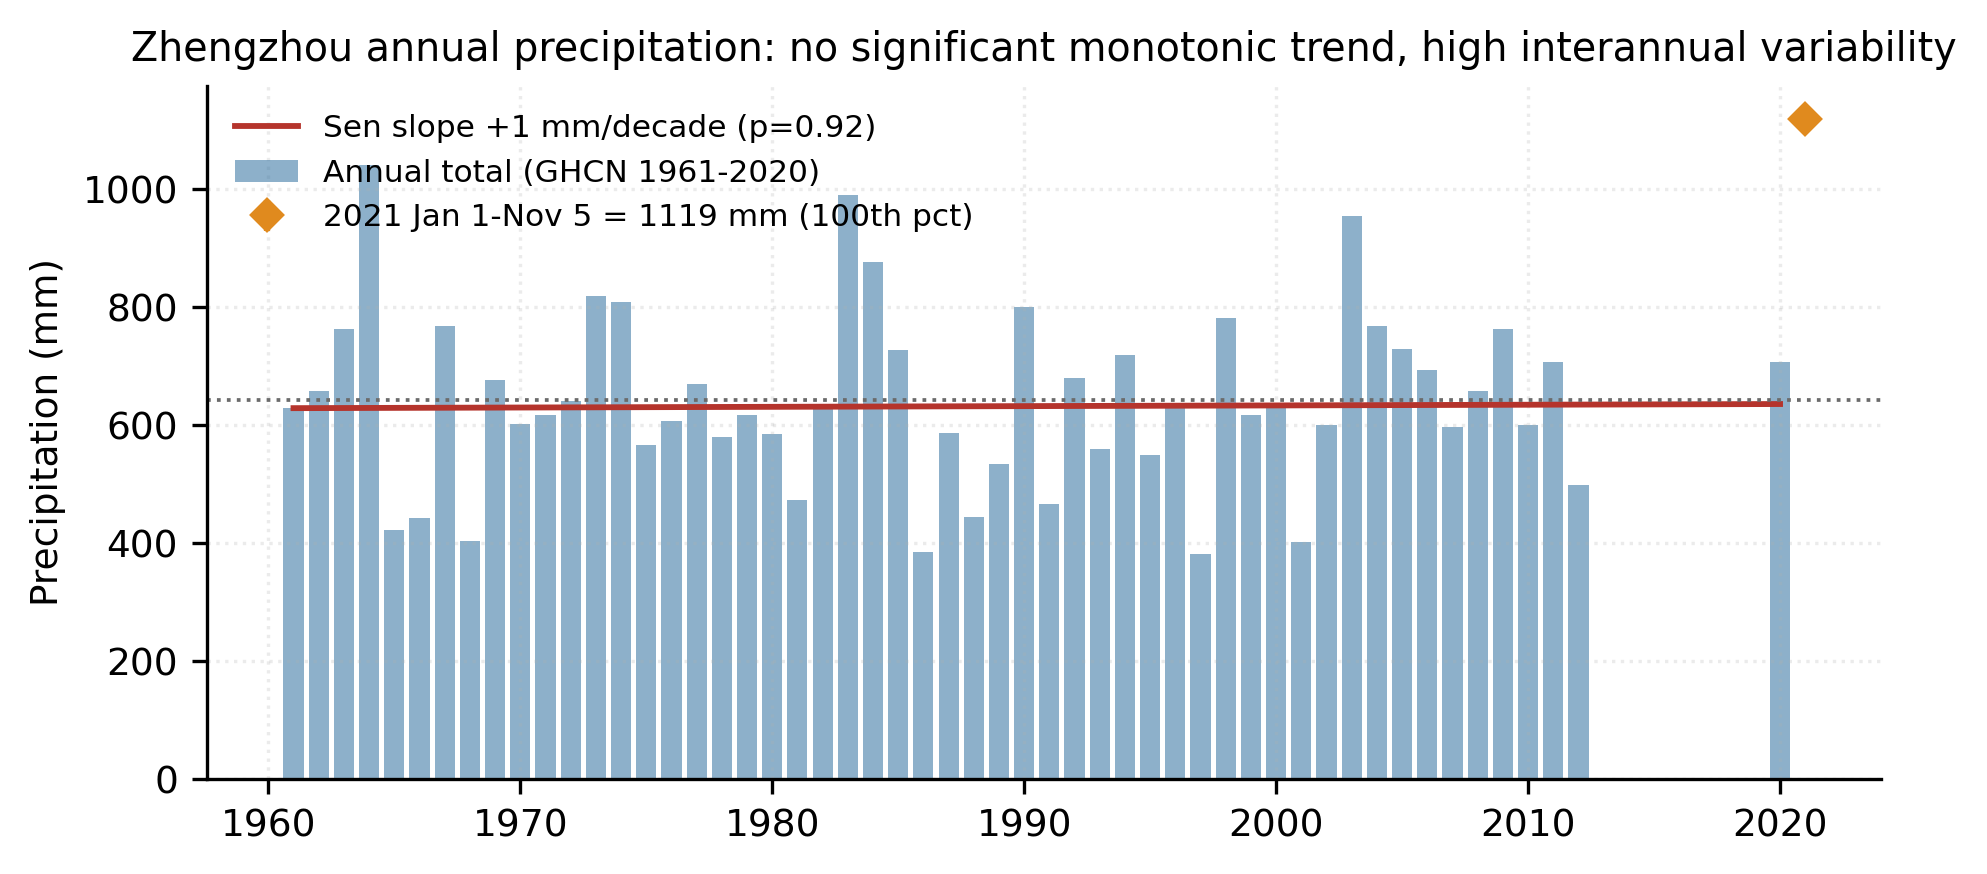 Zhengzhou annual precipitation: no significant monotonic trend, high interannual variability
Sen slope +1 mm/decade (p=0.92)
Annual total (GHCN 1961-2020)
2021 Jan 1-Nov 5 = 1119 mm (100th pct)
Precipitation (mm)
1000
800
600
400
200
0
1960 1970 1980 1990 2000 2010 2020